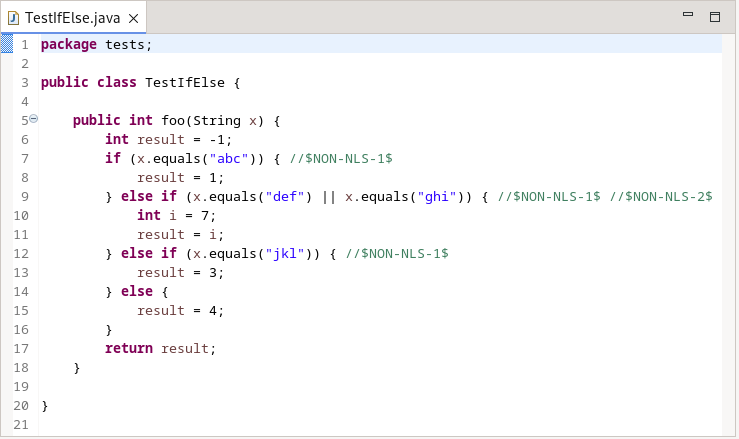 TestIfElse.java
1 package tests;
2
3 public class TestIfElse {
4
5     public int foo(String x) {
6         int result = -1;
7         if (x.equals("abc")) { //$NON-NLS-1$
8             result = 1;
9         } else if (x.equals("def") || x.equals("ghi")) { //$NON-NLS-1$ //$NON-NLS-2$
10             int i = 7;
11             result = i;
12         } else if (x.equals("jkl")) { //$NON-NLS-1$
13             result = 3;
14         } else {
15             result = 4;
16         }
17         return result;
18     }
19
20 }
21